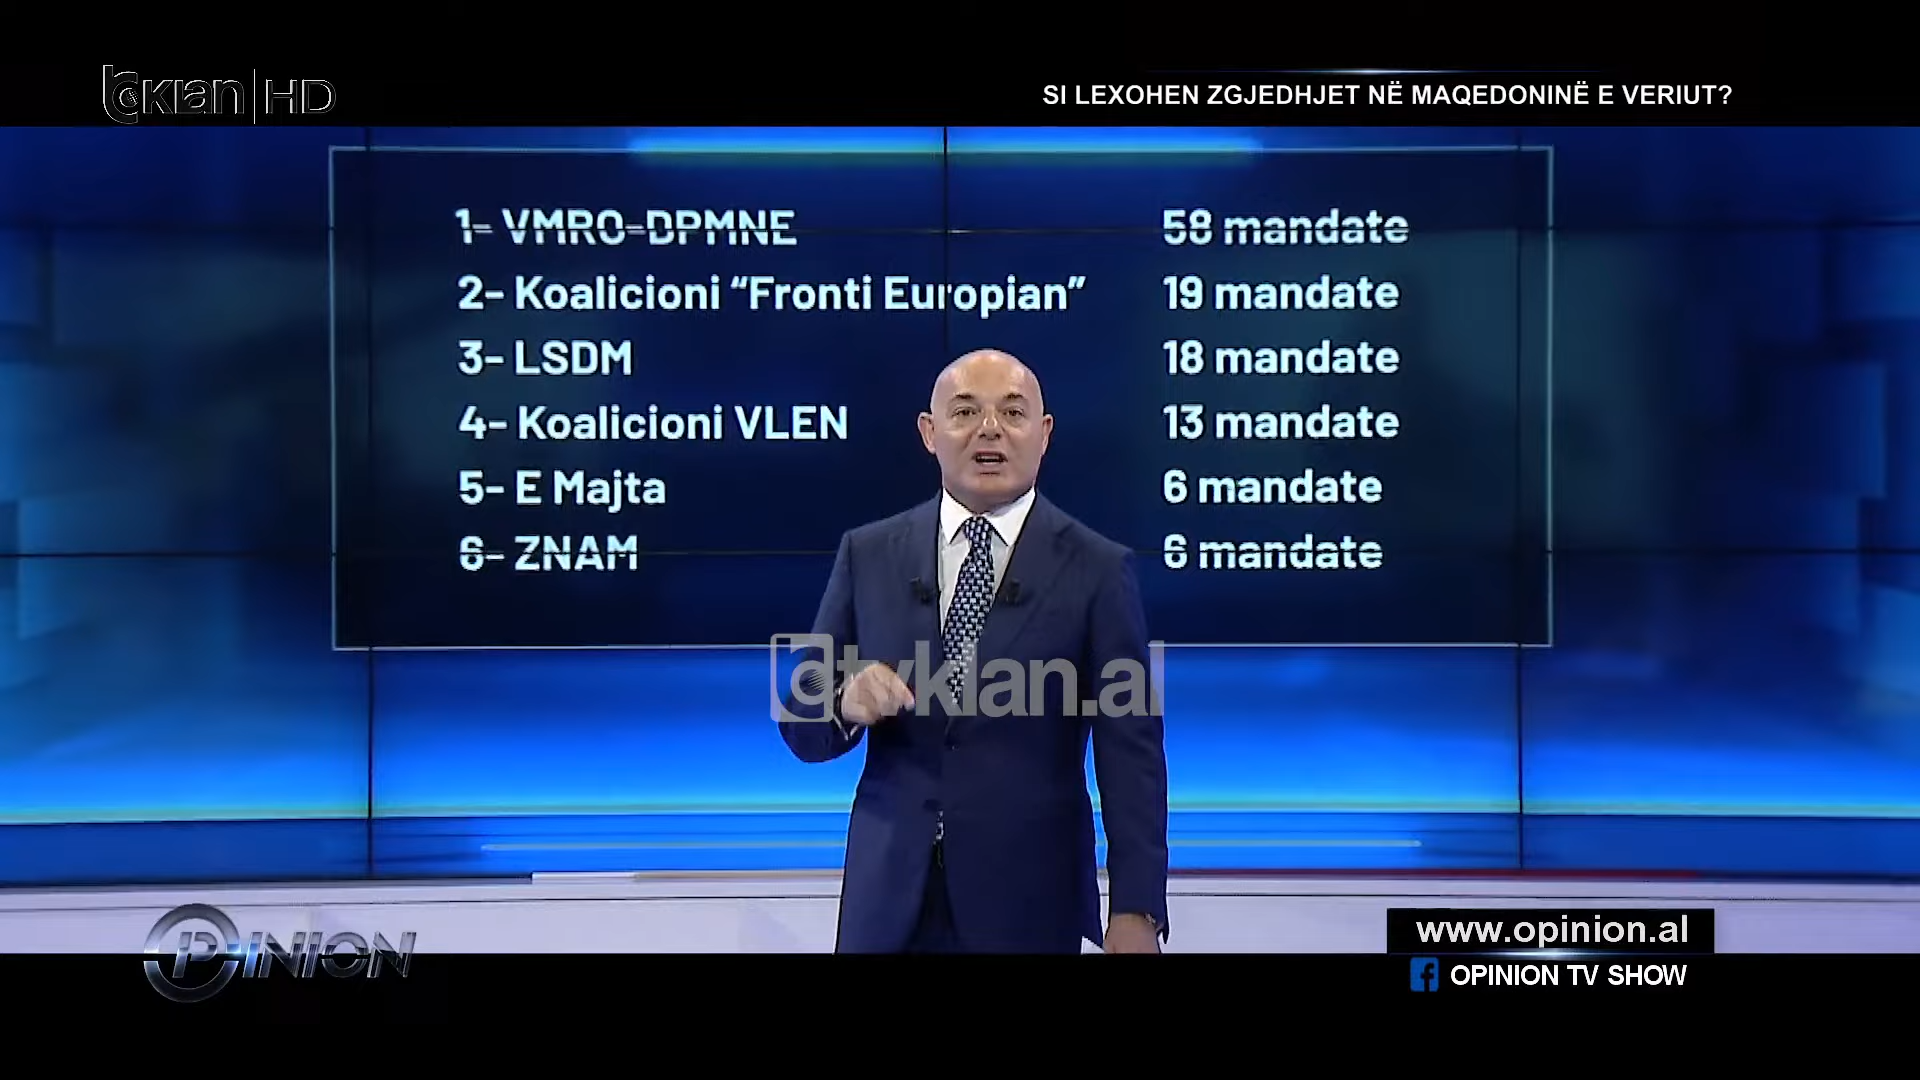 tvklan HD
SI LEXOHEN ZGJEDHJET NË MAQEDONINË E VERIUT?
1- VMRO-DPMNE 58 mandate
2- Koalicioni “Fronti Europian” 19 mandate
3- LSDM 18 mandate
4- Koalicioni VLEN 13 mandate
5- E Majta 6 mandate
6- ZNAM 6 mandate
tvklan.al
OPINION
www.opinion.al
OPINION TV SHOW